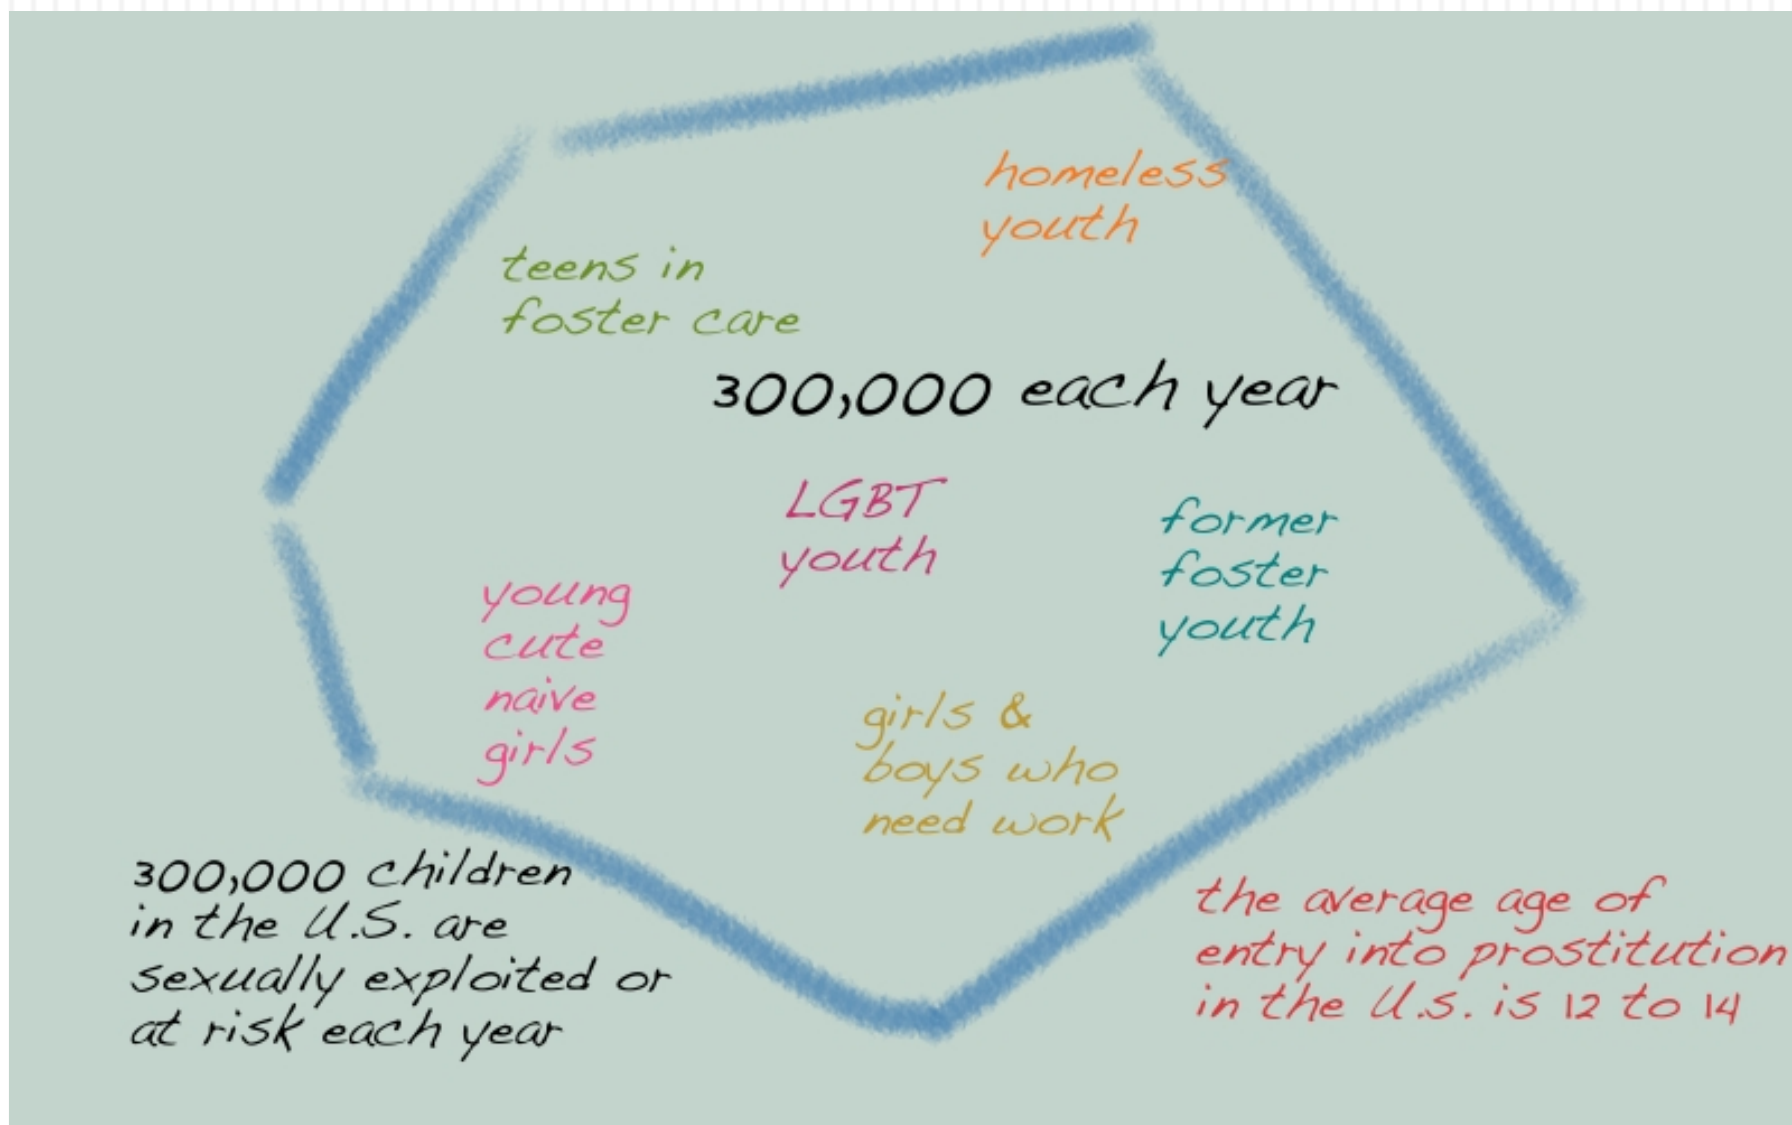 homeless
youth
teens in
foster care
300,000 each year
LGBT
youth
former
foster
youth
young
cute
naive
girls
girls &
boys who
need work
300,000 children
in the U.S. are
sexually exploited or
at risk each year
the average age of
entry into prostitution
in the U.s. is 12 to 14